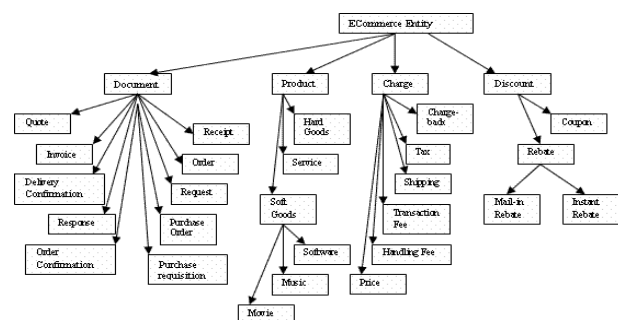 ECommerce Entity
Document
Product
Charge
Discount
Quote
Invoice
Delivery
Confirmation
Response
Order
Confirmation
Receipt
Order
Request
Purchase
Order
Purchase
requisition
Hard
Goods
Service
Soft
Goods
Software
Music
Movie
Charge-
back
Tax
Shipping
Transaction
Fee
Handling Fee
Price
Coupon
Rebate
Mail-in
Rebate
Instant
Rebate